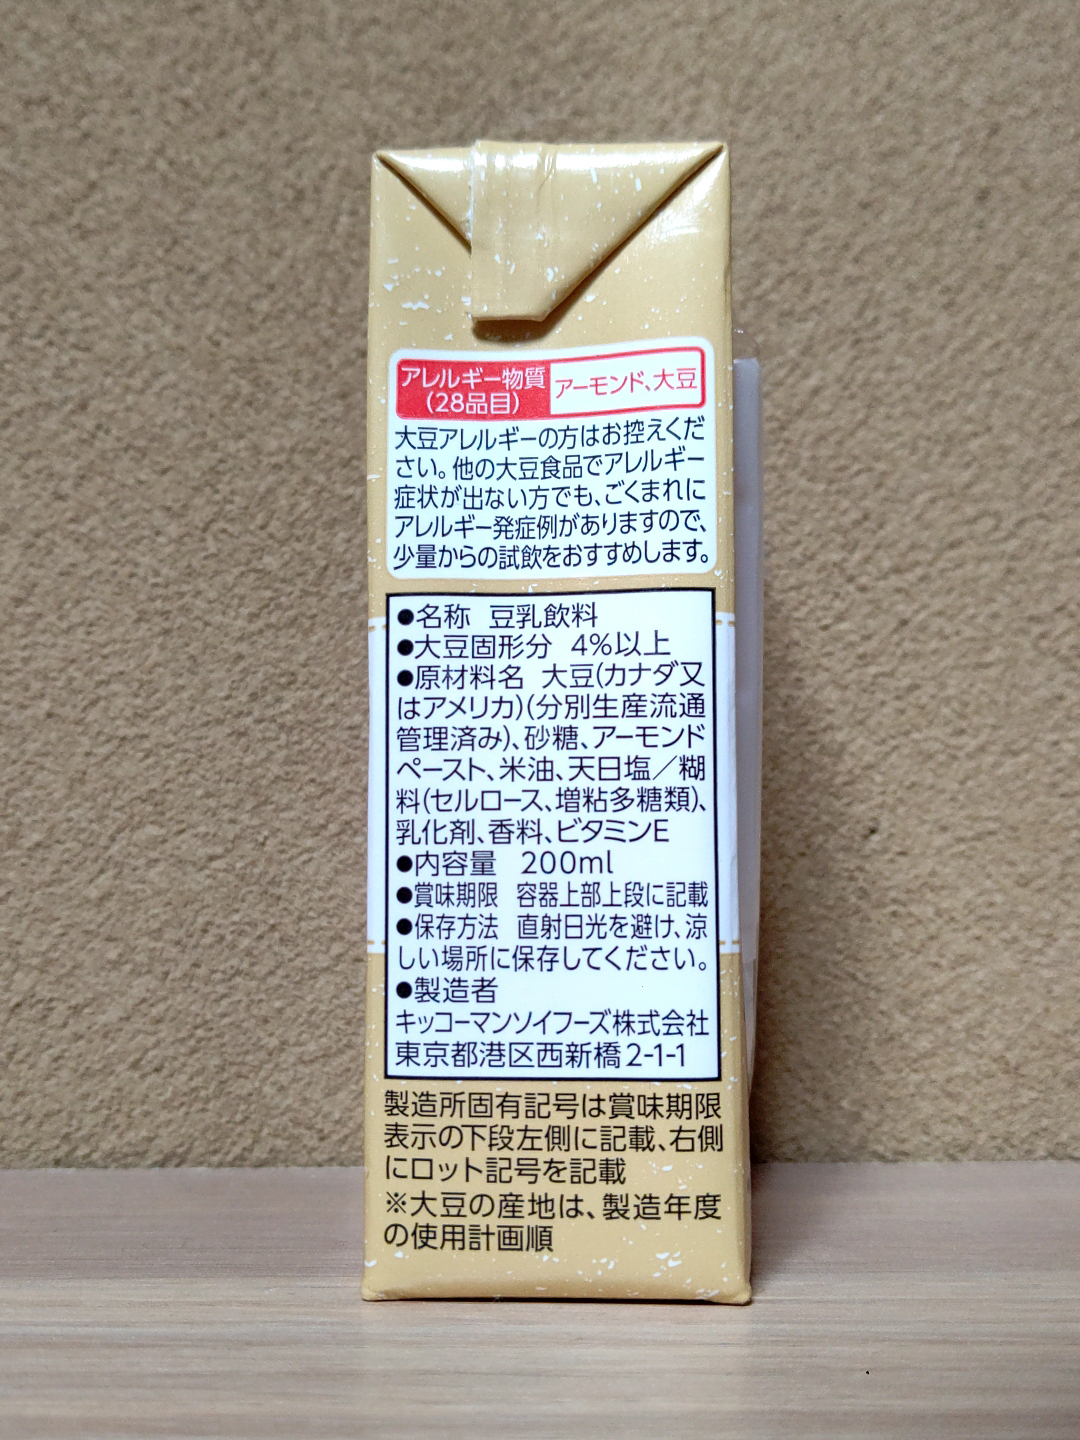 アレルギー物質
(28品目)
アーモンド、大豆
大豆アレルギーの方はお控えくだ
さい。他の大豆食品でアレルギー
症状が出ない方でも、ごくまれに
アレルギー発症例がありますので、
少量からの試飲をおすすめします。
●名称 豆乳飲料
●大豆固形分 4%以上
●原材料名 大豆(カナダ又
はアメリカ)(分別生産流通
管理済み)、砂糖、アーモンド
ペースト、米油、天日塩／糊
料(セルロース、増粘多糖類)、
乳化剤、香料、ビタミンE
●内容量 200ml
●賞味期限 容器上部上段に記載
●保存方法 直射日光を避け、涼
しい場所に保存してください。
●製造者
キッコーマンソイフーズ株式会社
東京都港区西新橋2-1-1
製造所固有記号は賞味期限
表示の下段左側に記載、右側
にロット記号を記載
※大豆の産地は、製造年度
の使用計画順